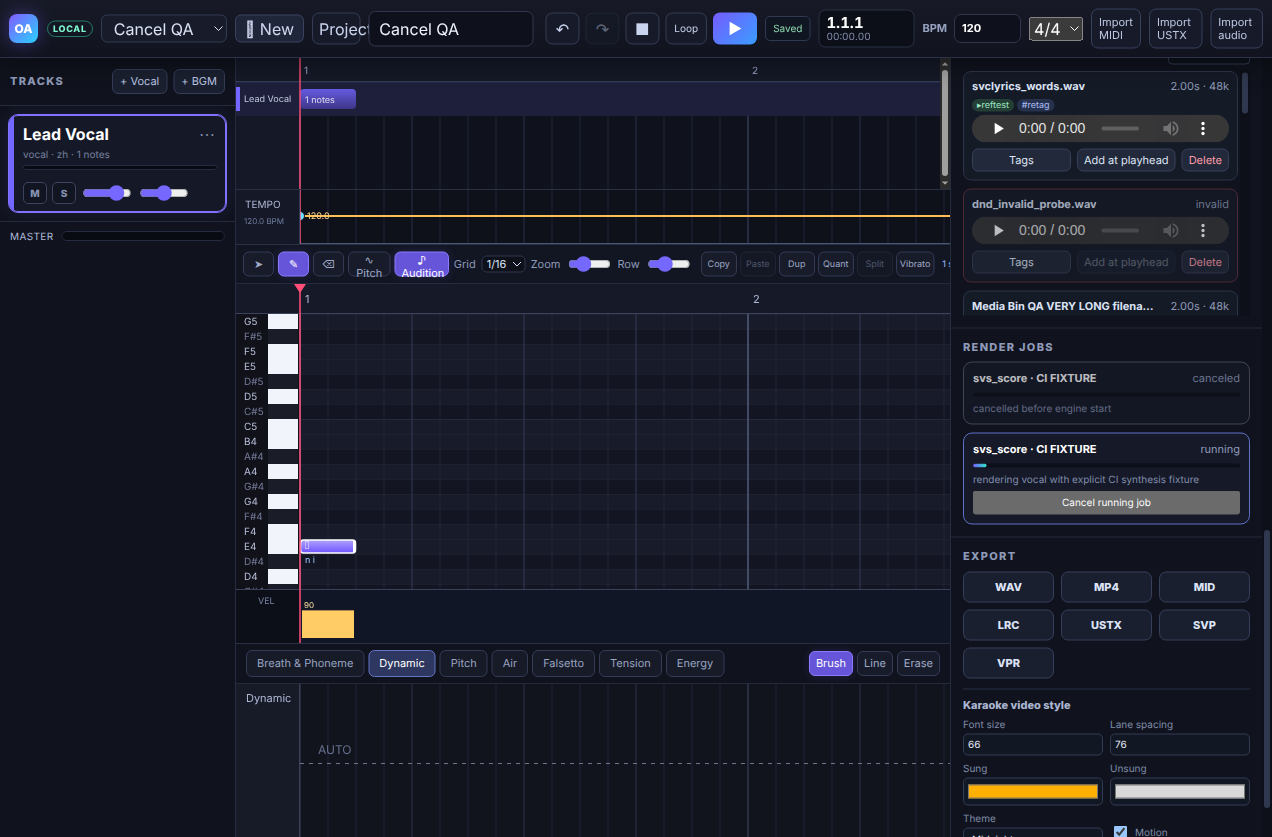 OA
LOCAL
Cancel QA
New
Project
Cancel QA
Loop
Saved
1.1.1
00:00.00
BPM
120
4/4
Import MIDI
Import USTX
Import audio
TRACKS
+ Vocal
+ BGM
Lead Vocal
vocal · zh · 1 notes
M
S
MASTER
1
2
Lead Vocal
1 notes
TEMPO
120.0 BPM
120.0
Pitch
Audition
Grid
1/16
Zoom
Row
Copy
Paste
Dup
Quant
Split
Vibrato
1
2
G5
F#5
F5
E5
D#5
D5
C#5
C5
B4
A#4
A4
G#4
G4
F#4
F4
E4
D#4
D4
n i
VEL
90
Breath & Phoneme
Dynamic
Pitch
Air
Falsetto
Tension
Energy
Brush
Line
Erase
Dynamic
AUTO
svclyrics_words.wav
2.00s · 48k
▸reftest
#retag
0:00 / 0:00
Tags
Add at playhead
Delete
dnd_invalid_probe.wav
invalid
0:00 / 0:00
Tags
Add at playhead
Delete
Media Bin QA VERY LONG filena...
2.00s · 48k
RENDER JOBS
svs_score · CI FIXTURE
canceled
cancelled before engine start
svs_score · CI FIXTURE
running
rendering vocal with explicit CI synthesis fixture
Cancel running job
EXPORT
WAV
MP4
MID
LRC
USTX
SVP
VPR
Karaoke video style
Font size
Lane spacing
66
76
Sung
Unsung
Theme
Motion